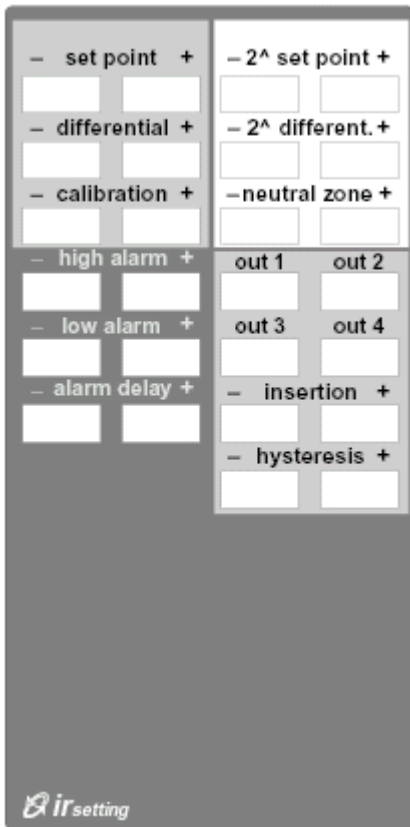 – set point +
– differential +
– calibration +
– high alarm +
– low alarm +
– alarm delay +
– 2^ set point +
– 2^ different. +
– neutral zone +
out 1 out 2
out 3 out 4
– insertion +
– hysteresis +
ir setting